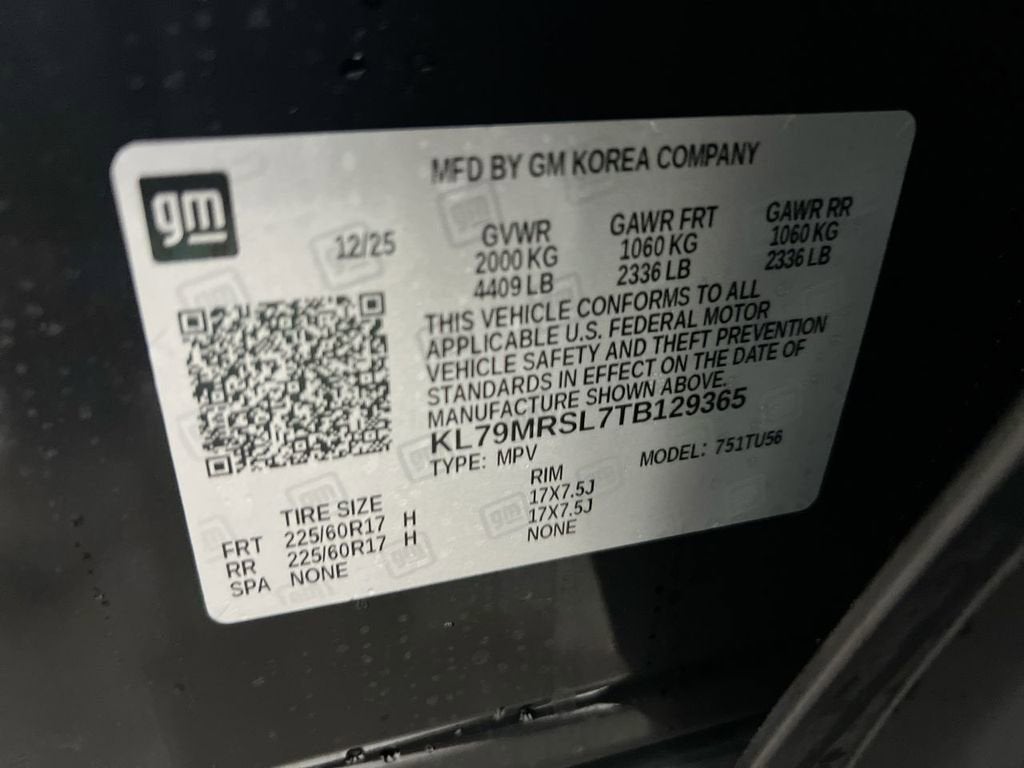 gm
MFD BY GM KOREA COMPANY
12/25
GVWR
2000 KG
4409 LB
GAWR FRT
1060 KG
2336 LB
GAWR RR
1060 KG
2336 LB
THIS VEHICLE CONFORMS TO ALL
APPLICABLE U.S. FEDERAL MOTOR
VEHICLE SAFETY AND THEFT PREVENTION
STANDARDS IN EFFECT ON THE DATE OF
MANUFACTURE SHOWN ABOVE.
KL79MRSL7TB129365
TYPE: MPV MODEL: 751TU56
TIRE SIZE RIM
FRT 225/60R17 H 17X7.5J
RR 225/60R17 H 17X7.5J
SPA NONE NONE